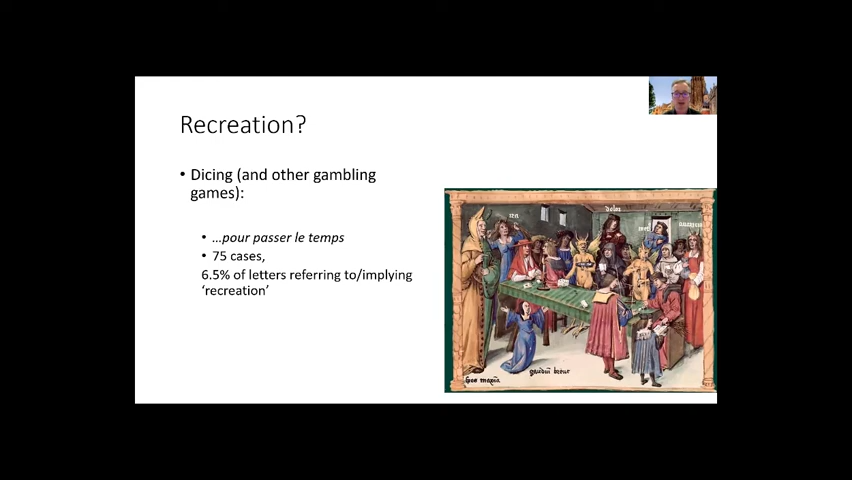 Recreation?
• Dicing (and other gambling
games):
• …pour passer le temps
• 75 cases,
6.5% of letters referring to/implying
‘recreation’
dolor